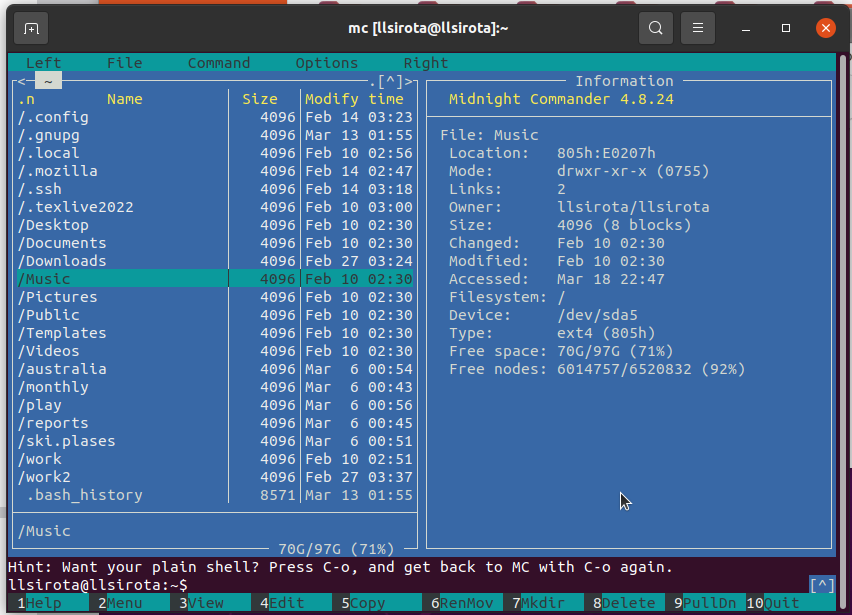 mc [llsirota@llsirota]:~
Left File Command Options Right
<─ ~ ─.[^]>
.n Name Size Modify time
/.config 4096 Feb 14 03:23
/.gnupg 4096 Mar 13 01:55
/.local 4096 Feb 10 02:56
/.mozilla 4096 Feb 14 02:47
/.ssh 4096 Feb 14 03:18
/.texlive2022 4096 Feb 10 03:00
/Desktop 4096 Feb 10 02:30
/Documents 4096 Feb 10 02:30
/Downloads 4096 Feb 27 03:24
/Music 4096 Feb 10 02:30
/Pictures 4096 Feb 10 02:30
/Public 4096 Feb 10 02:30
/Templates 4096 Feb 10 02:30
/Videos 4096 Feb 10 02:30
/australia 4096 Mar 6 00:54
/monthly 4096 Mar 6 00:43
/play 4096 Mar 6 00:56
/reports 4096 Mar 6 00:45
/ski.plases 4096 Mar 6 00:51
/work 4096 Feb 10 02:51
/work2 4096 Feb 27 03:37
.bash_history 8571 Mar 13 01:55
/Music
70G/97G (71%)
Information
Midnight Commander 4.8.24
File: Music
Location: 805h:E0207h
Mode: drwxr-xr-x (0755)
Links: 2
Owner: llsirota/llsirota
Size: 4096 (8 blocks)
Changed: Feb 10 02:30
Modified: Feb 10 02:30
Accessed: Mar 18 22:47
Filesystem: /
Device: /dev/sda5
Type: ext4 (805h)
Free space: 70G/97G (71%)
Free nodes: 6014757/6520832 (92%)
Hint: Want your plain shell? Press C-o, and get back to MC with C-o again.
llsirota@llsirota:~$ [^]
1Help 2Menu 3View 4Edit 5Copy 6RenMov 7Mkdir 8Delete 9PullDn 10Quit